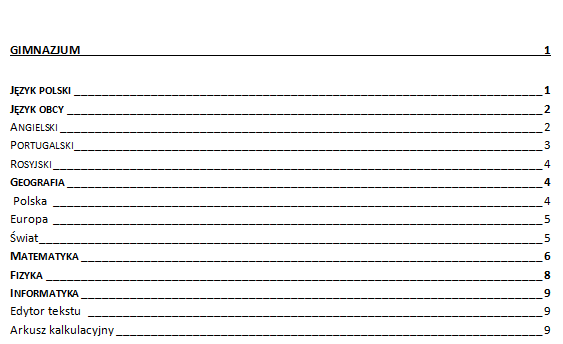 GIMNAZJUM 1
JĘZYK POLSKI 1
JĘZYK OBCY 2
ANGIELSKI 2
PORTUGALSKI 3
ROSYJSKI 4
GEOGRAFIA 4
Polska 4
Europa 5
Świat 5
MATEMATYKA 6
FIZYKA 8
INFORMATYKA 9
Edytor tekstu 9
Arkusz kalkulacyjny 9